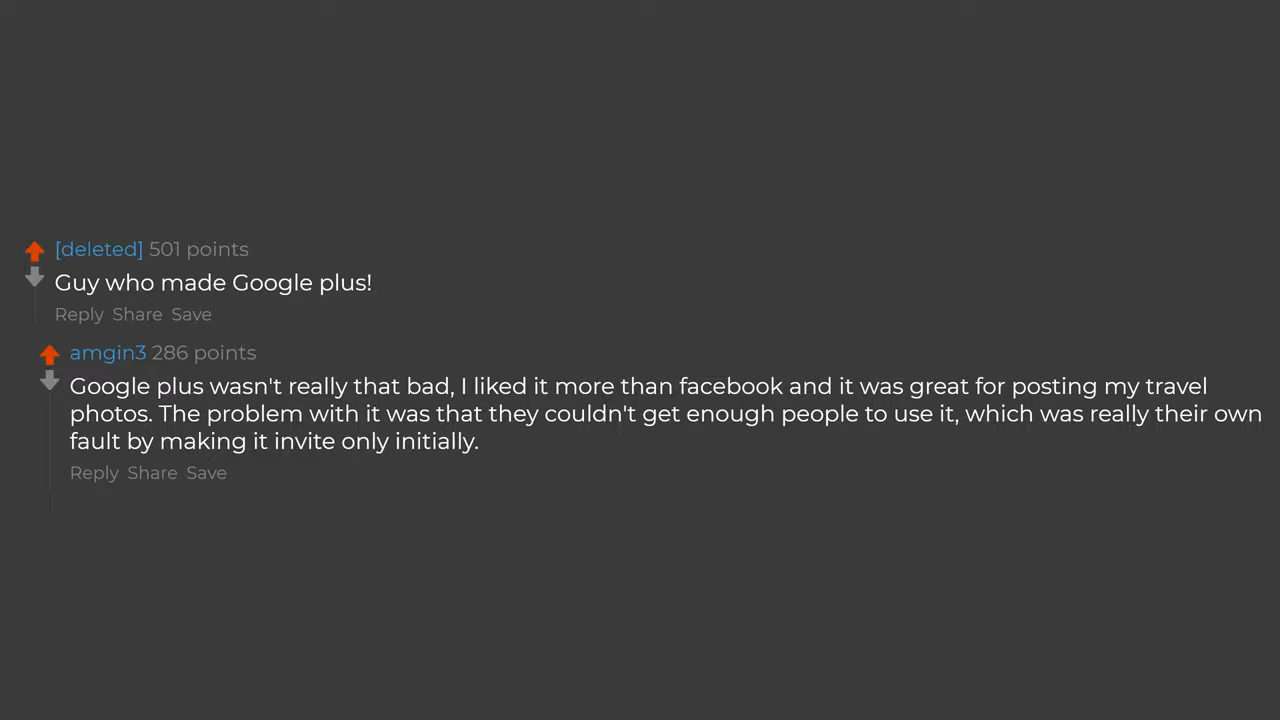 [deleted] 501 points
Guy who made Google plus!
Reply Share Save
amgin3 286 points
Google plus wasn't really that bad, I liked it more than facebook and it was great for posting my travel
photos. The problem with it was that they couldn't get enough people to use it, which was really their own
fault by making it invite only initially.
Reply Share Save